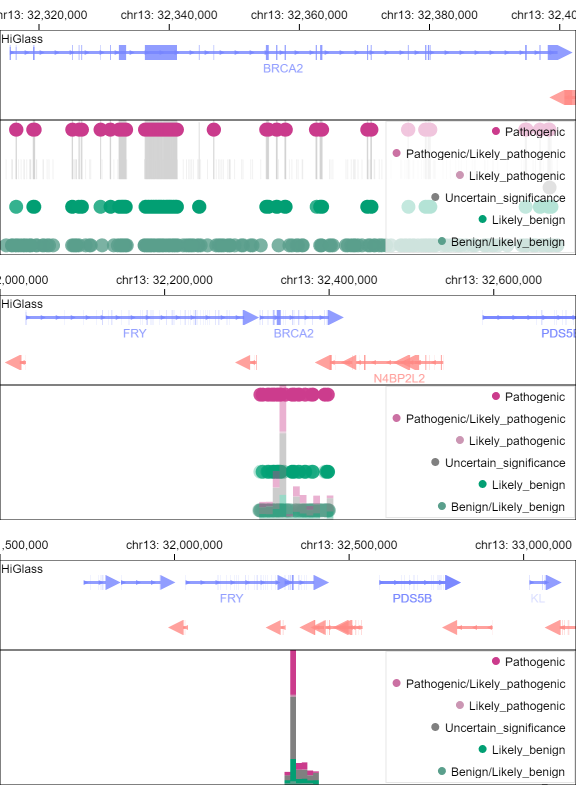 chr13: 32,320,000 chr13: 32,340,000 chr13: 32,360,000 chr13: 32,380,000 chr13: 32,40
HiGlass
BRCA2
Pathogenic
Pathogenic/Likely_pathogenic
Likely_pathogenic
Uncertain_significance
Likely_benign
Benign/Likely_benign
2,000,000 chr13: 32,200,000 chr13: 32,400,000 chr13: 32,600,000
HiGlass
FRY BRCA2 PDS5B
N4BP2L2
Pathogenic
Pathogenic/Likely_pathogenic
Likely_pathogenic
Uncertain_significance
Likely_benign
Benign/Likely_benign
,500,000 chr13: 32,000,000 chr13: 32,500,000 chr13: 33,000,000
HiGlass
FRY PDS5B KL
Pathogenic
Pathogenic/Likely_pathogenic
Likely_pathogenic
Uncertain_significance
Likely_benign
Benign/Likely_benign